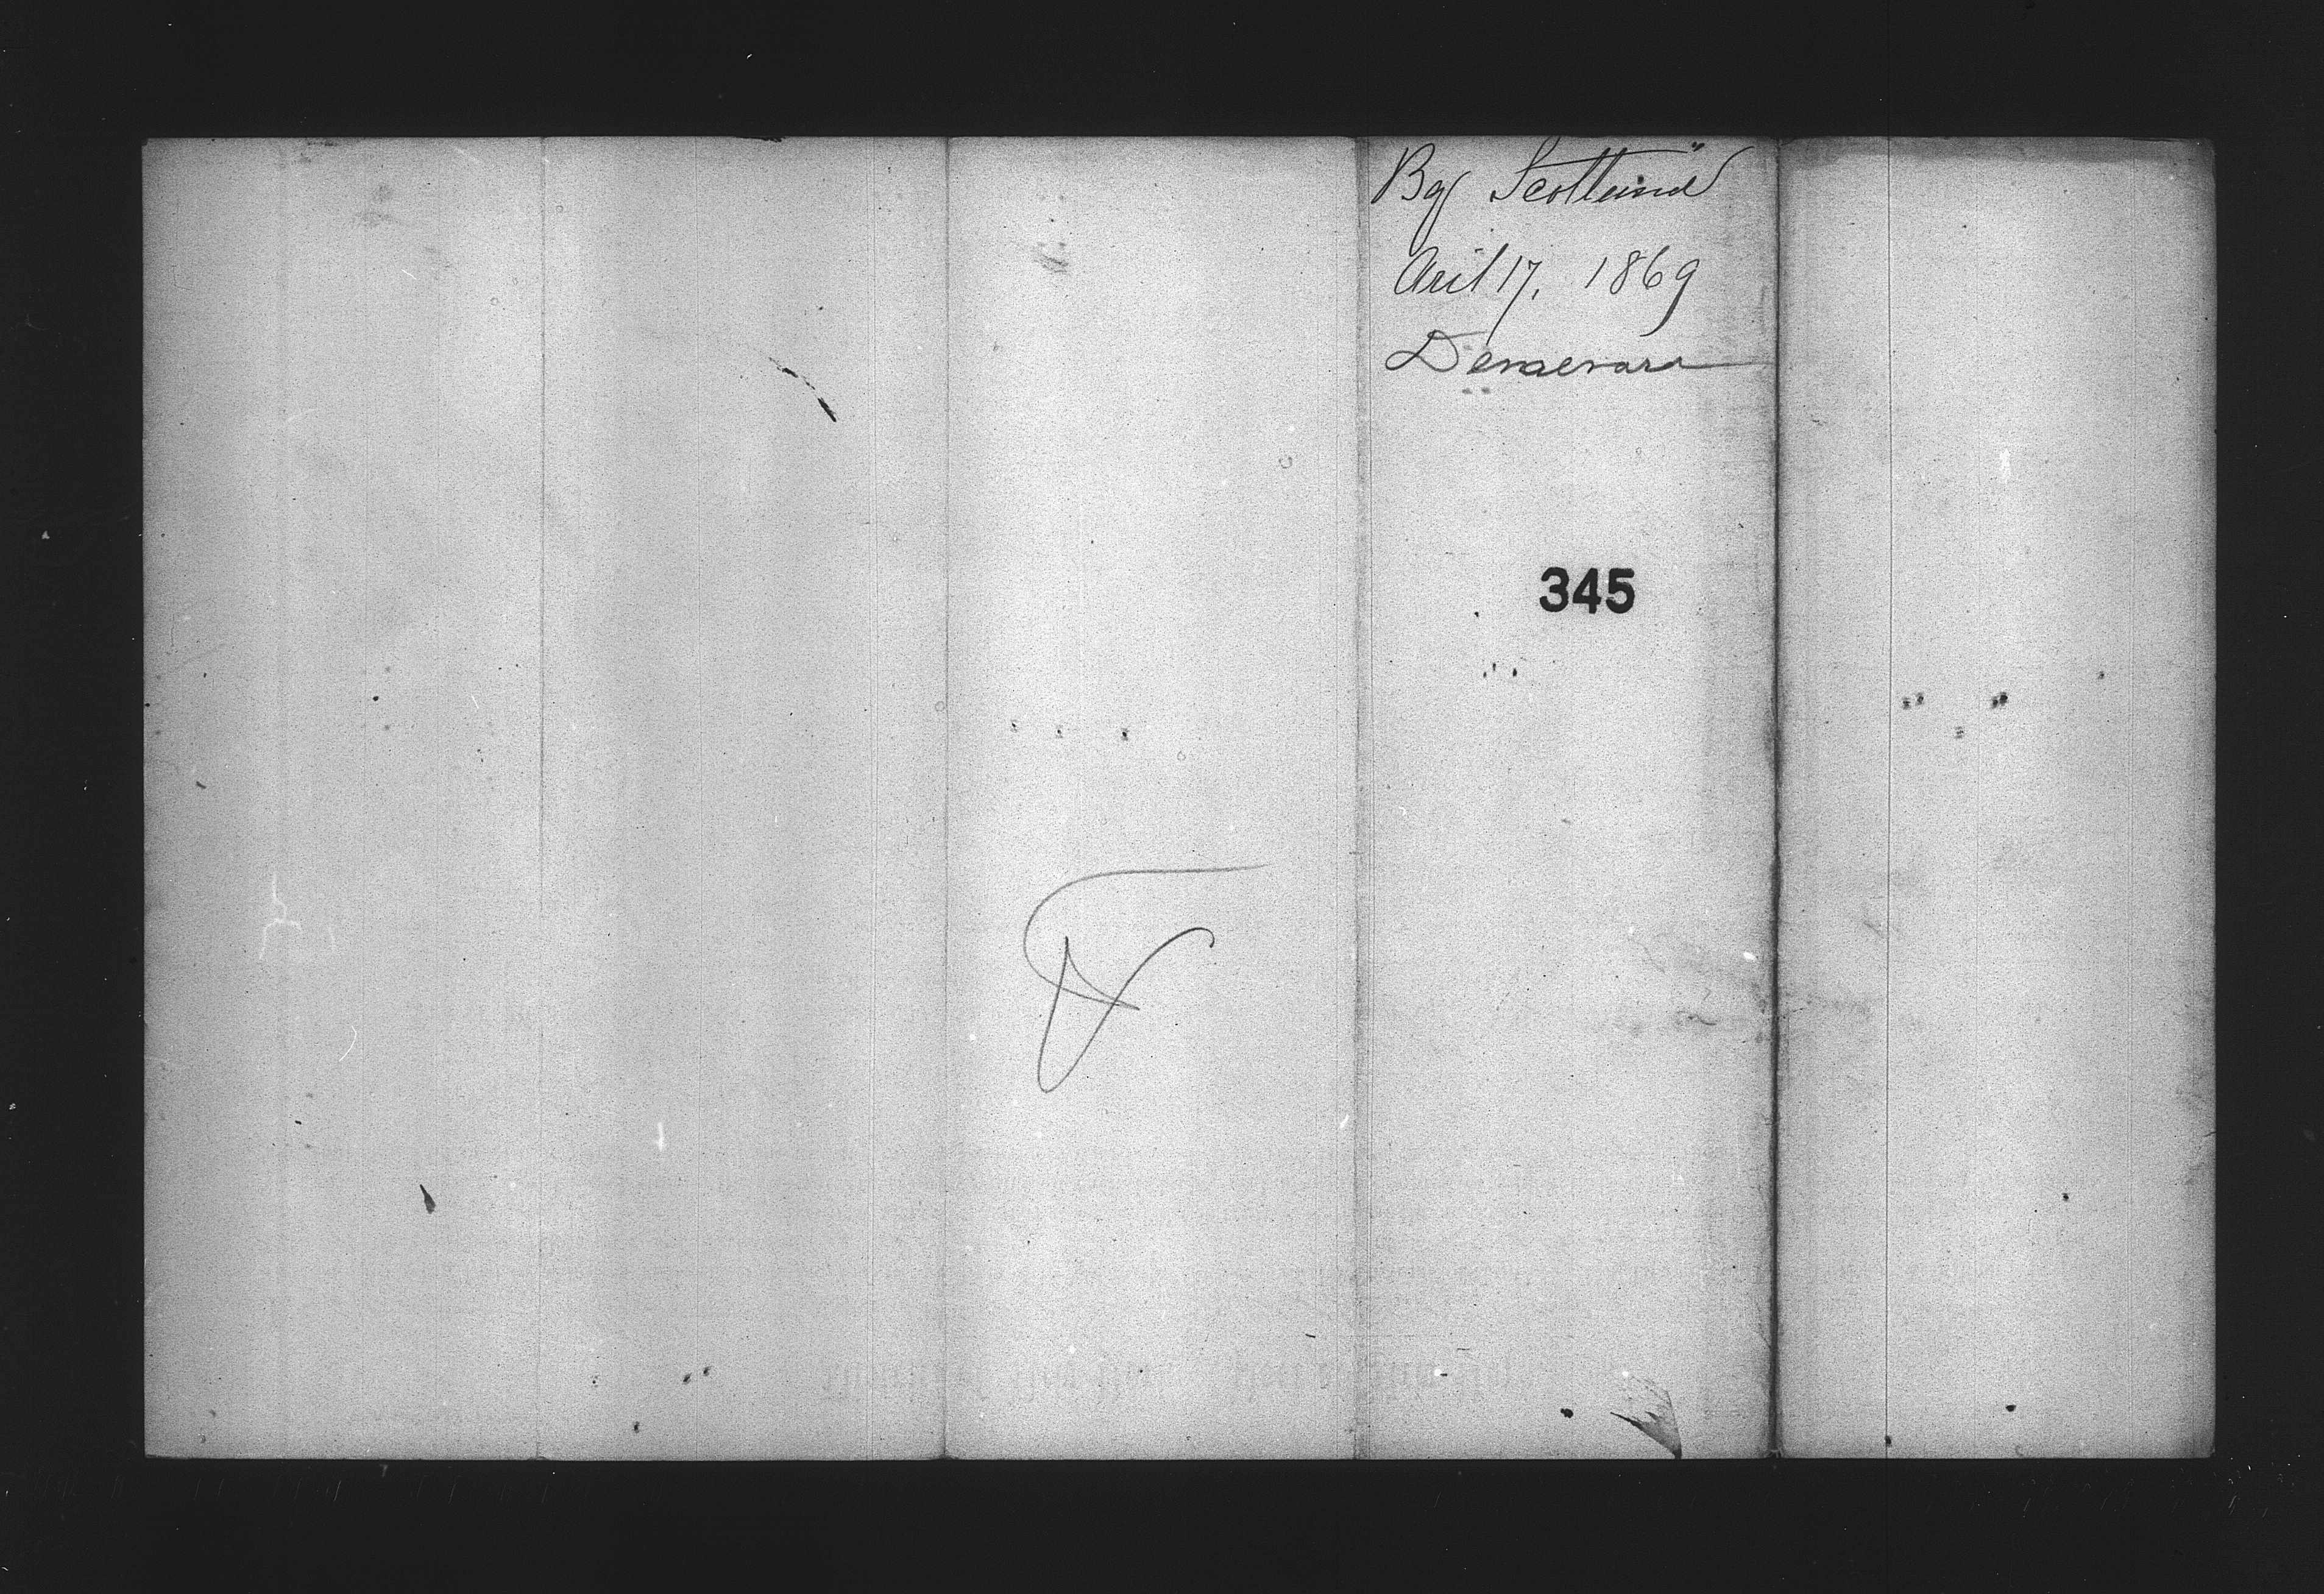 Bg Scotland
Aril 17, 1869
Demerara
345